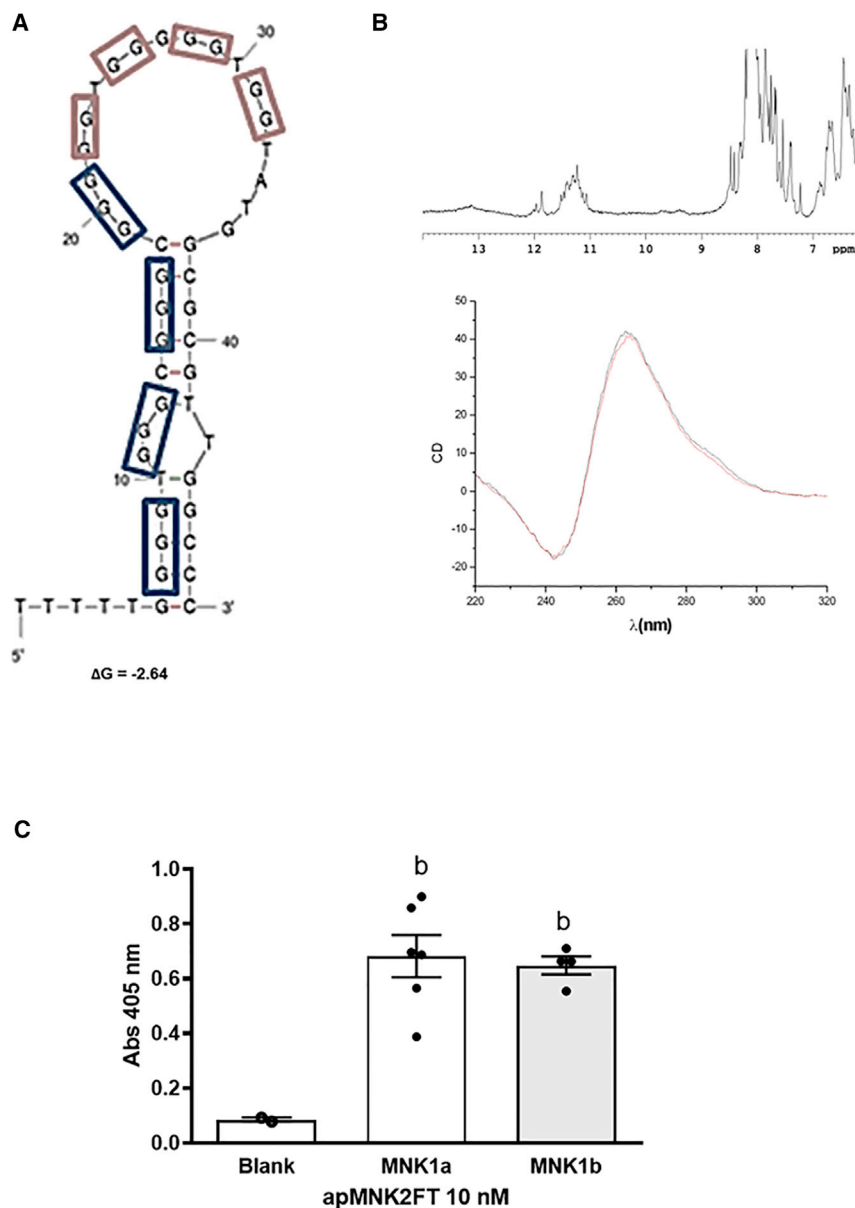 A
T-T-T-T-T-G-G-G-G-T-G-G-G-C-G-G-G-C-G-G-G-G-G-T-G-G-G-G-G-T-G-G-T-A-T-G-G-C-G-C-G-T-T-G-G-C-C-C
10
20
30
40
5'
3'
ΔG = -2.64
B
13 12 11 10 9 8 7 ppm
50
40
30
20
10
0
-10
-20
CD
220 240 260 280 300 320
λ(nm)
C
Abs 405 nm
1.0
0.8
0.6
0.4
0.2
0.0
b
b
Blank MNK1a MNK1b
apMNK2FT 10 nM